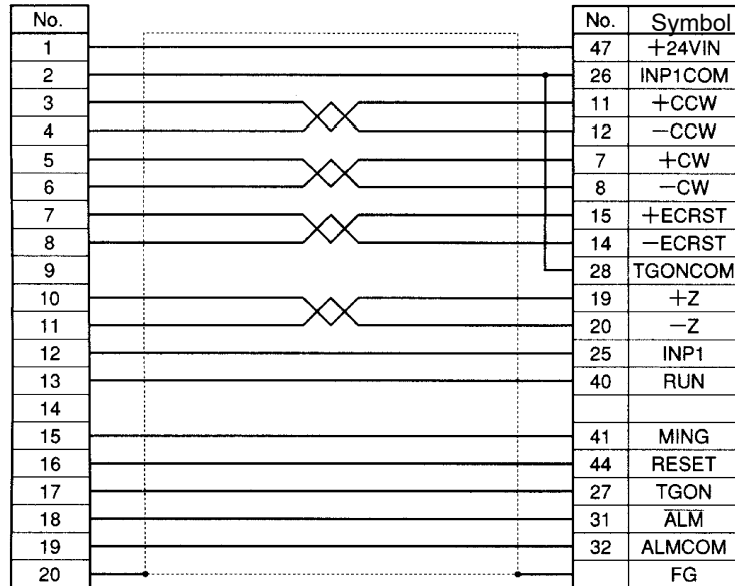 No. No. Symbol
1 47 +24VIN
2 26 INP1COM
3 11 +CCW
4 12 −CCW
5 7 +CW
6 8 −CW
7 15 +ECRST
8 14 −ECRST
9 28 TGONCOM
10 19 +Z
11 20 −Z
12 25 INP1
13 40 RUN
14
15 41 MING
16 44 RESET
17 27 TGON
18 31 ALM
19 32 ALMCOM
20 FG